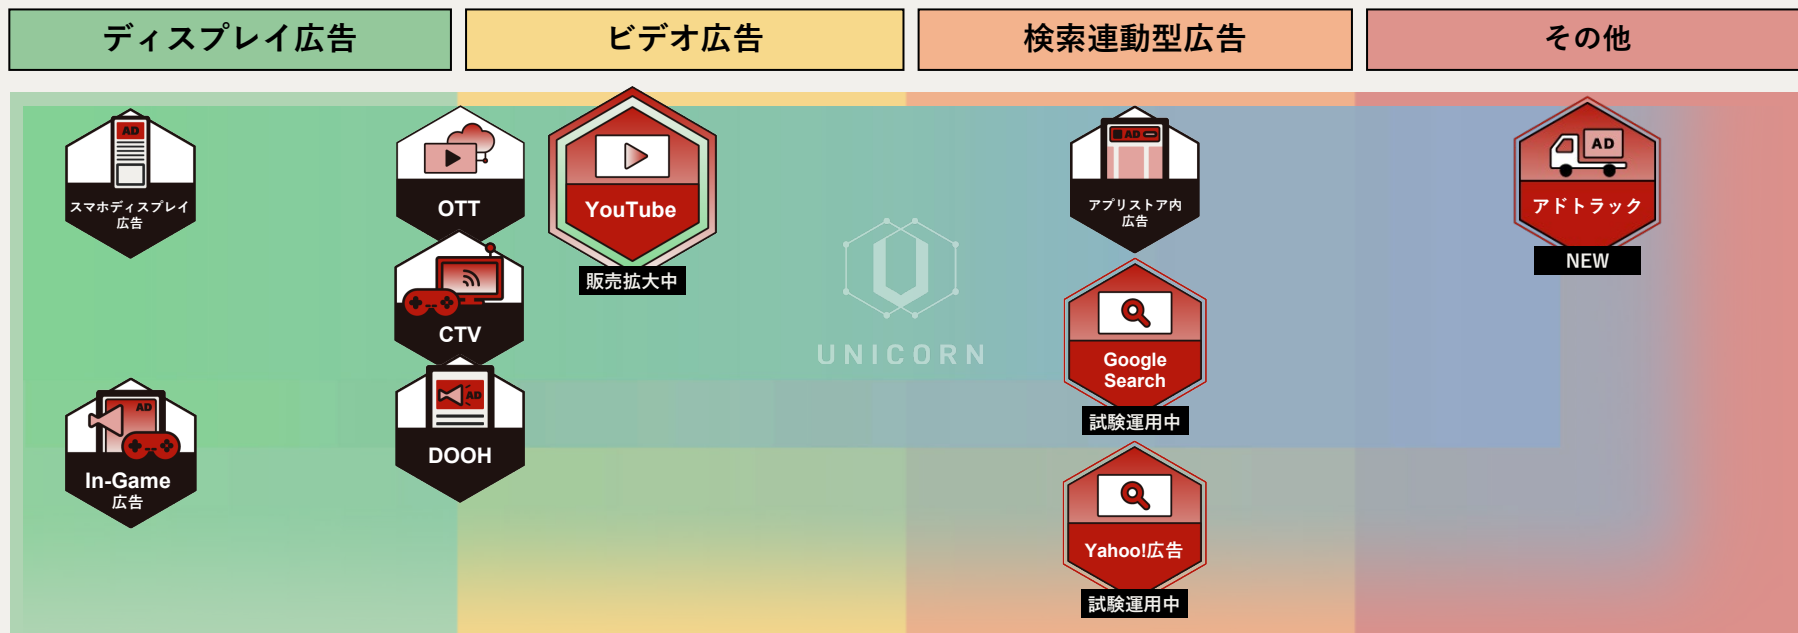 ディスプレイ広告
ビデオ広告
検索連動型広告
その他
AD
スマホディスプレイ
広告
OTT
YouTube
販売拡大中
AD
アプリストア内
広告
AD
アドトラック
NEW
CTV
UNICORN
Google
Search
試験運用中
AD
In-Game
広告
AD
DOOH
Yahoo!広告
試験運用中